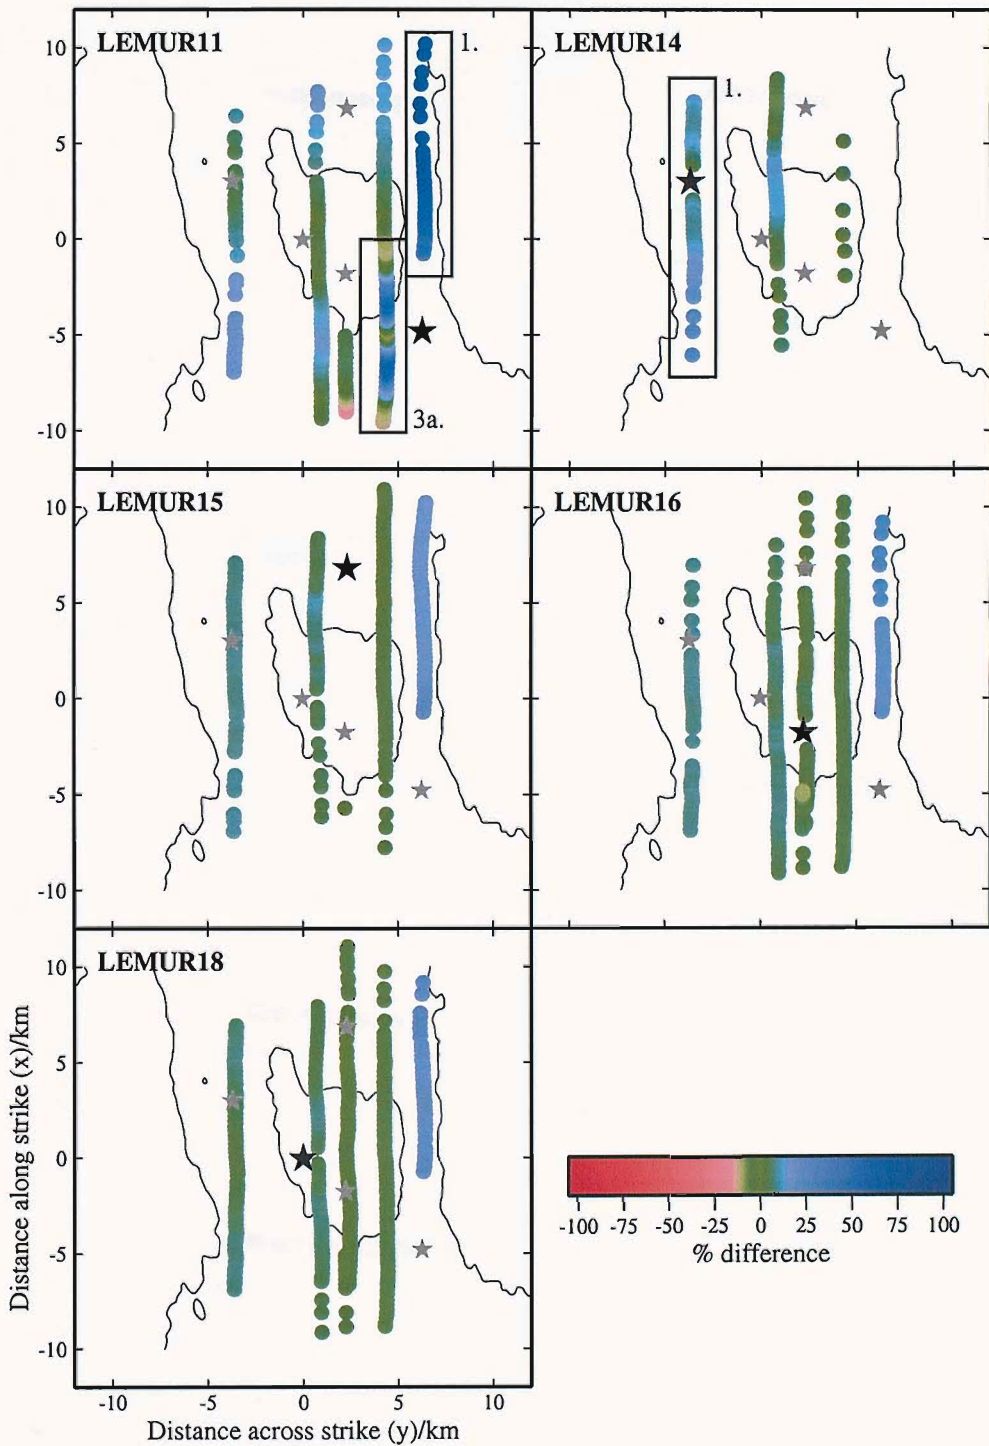 LEMUR11
1.
3a.
10
5
0
-5
-10
LEMUR14
1.
LEMUR15
10
5
0
-5
-10
LEMUR16
LEMUR18
10
5
0
-5
-10
-10 -5 0 5 10
Distance along strike (x)/km
Distance across strike (y)/km
-100 -75 -50 -25 0 25 50 75 100
% difference